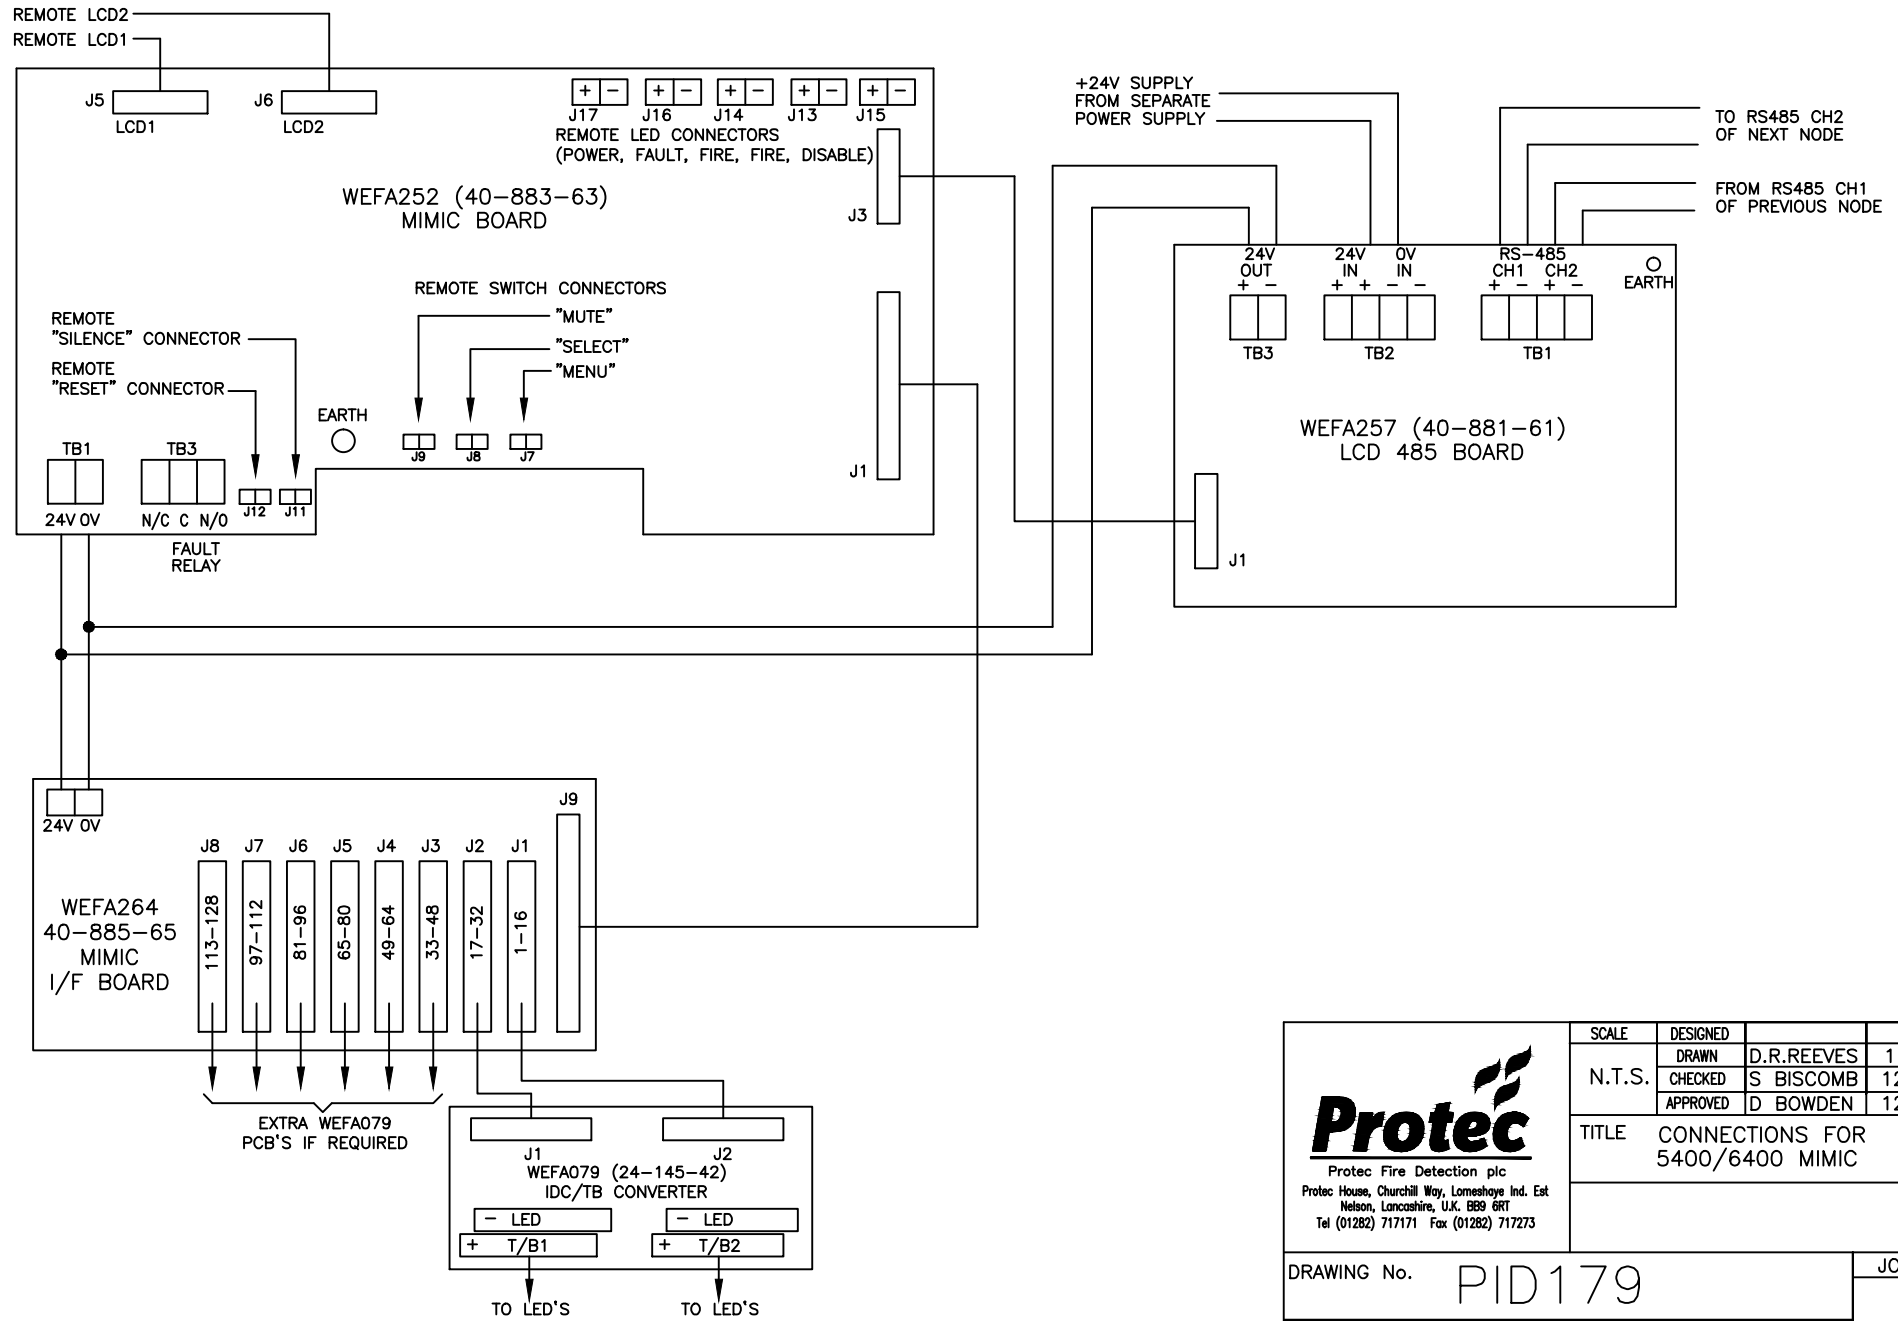 REMOTE LCD2
REMOTE LCD1
J5
LCD1
J6
LCD2
+ -
+ -
+ -
+ -
+ -
J17
J16
J14
J13
J15
REMOTE LED CONNECTORS
(POWER, FAULT, FIRE, FIRE, DISABLE)
WEFA252 (40-883-63)
MIMIC BOARD
J3
REMOTE SWITCH CONNECTORS
"MUTE"
"SELECT"
"MENU"
REMOTE
"SILENCE" CONNECTOR
REMOTE
"RESET" CONNECTOR
EARTH
J9
J8
J7
J1
TB1
24V 0V
TB3
N/C C N/O
FAULT
RELAY
J12
J11
+24V SUPPLY
FROM SEPARATE
POWER SUPPLY
TO RS485 CH2
OF NEXT NODE
FROM RS485 CH1
OF PREVIOUS NODE
24V
OUT
+ -
TB3
24V
IN
0V
IN
+ + - -
TB2
RS-485
CH1 CH2
+ - + -
TB1
EARTH
WEFA257 (40-881-61)
LCD 485 BOARD
J1
24V 0V
J8
J7
J6
J5
J4
J3
J2
J1
J9
113-128
97-112
81-96
65-80
49-64
33-48
17-32
1-16
WEFA264
40-885-65
MIMIC
I/F BOARD
EXTRA WEFA079
PCB'S IF REQUIRED
J1
J2
WEFA079 (24-145-42)
IDC/TB CONVERTER
- LED
+ T/B1
- LED
+ T/B2
TO LED'S
TO LED'S
Protec
Protec Fire Detection plc
Protec House, Churchill Way, Lomeshaye Ind. Est
Nelson, Lancashire, U.K. BB9 6RT
Tel (01282) 717171 Fax (01282) 717273
SCALE
N.T.S.
DESIGNED
DRAWN D.R.REEVES 1
CHECKED S BISCOMB 12
APPROVED D BOWDEN 12
TITLE
CONNECTIONS FOR
5400/6400 MIMIC
DRAWING No.
PID179
JO